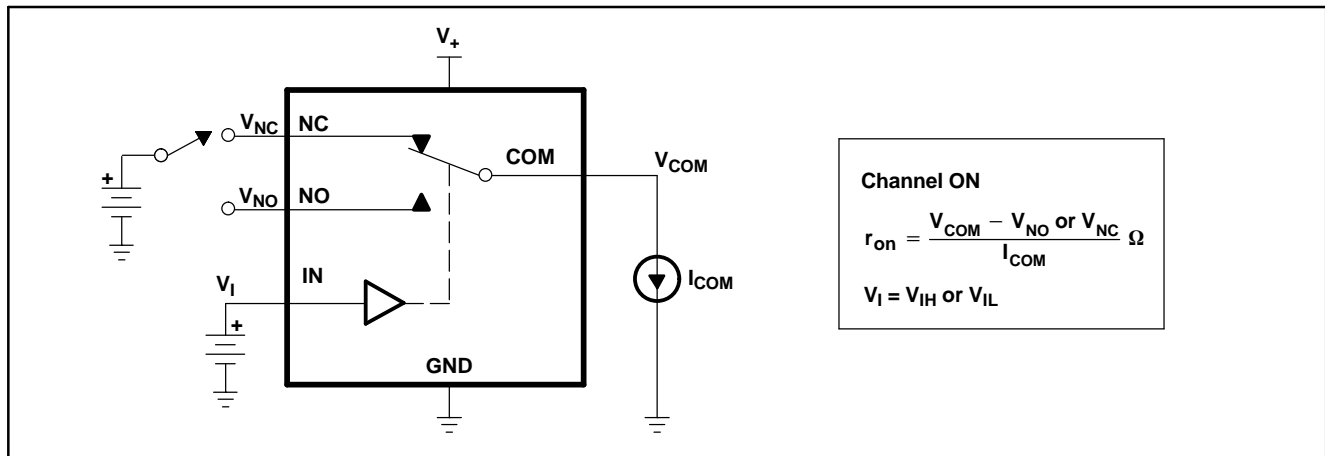 V+
VNC NC
COM
VCOM
+
VNO NO
VI
IN
+
ICOM
GND
Channel ON
ron = VCOM − VNO or VNC / ICOM Ω
VI = VIH or VIL